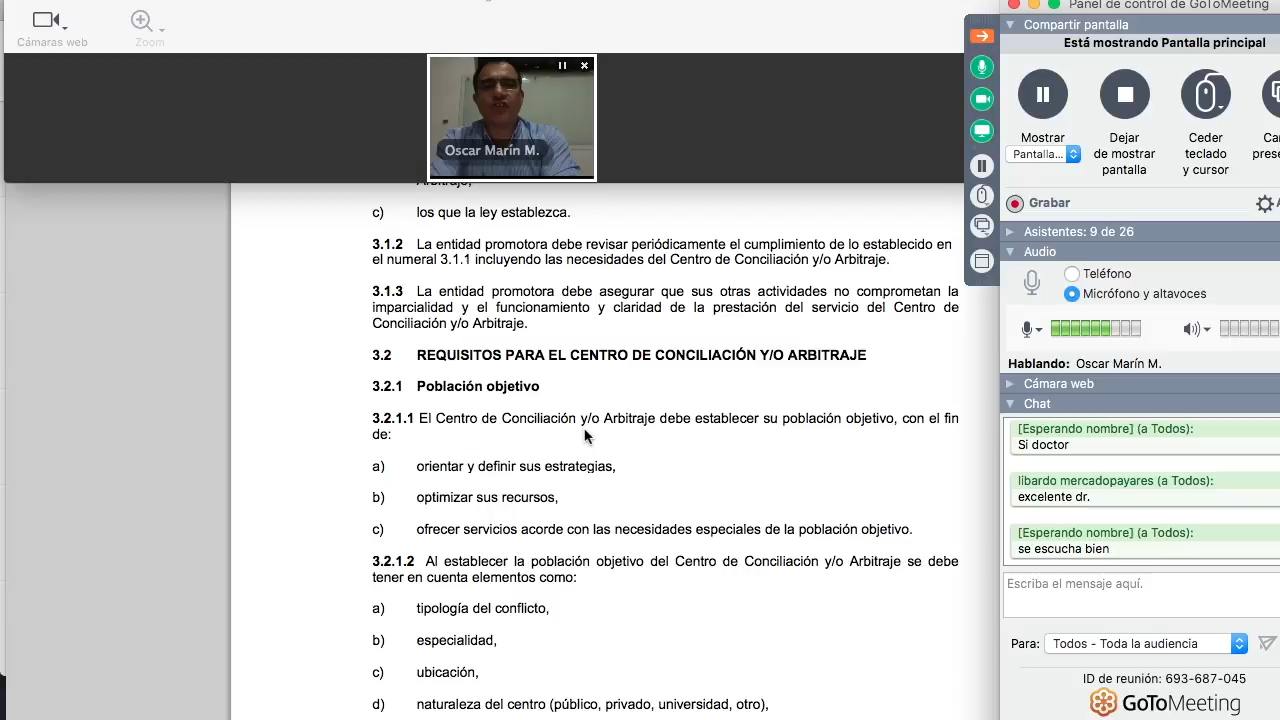 Panel de control de GoToMeeting
Cámaras web
Zoom
Compartir pantalla
Está mostrando Pantalla principal
Mostrar
Pantalla...
Dejar
de mostrar
pantalla
Ceder
teclado
y cursor
Grabar
Asistentes: 9 de 26
Audio
Teléfono
Micrófono y altavoces
Hablando: Oscar Marín M.
Cámara web
Chat
[Esperando nombre] (a Todos):
Si doctor
libardo mercadopayares (a Todos):
excelente dr.
[Esperando nombre] (a Todos):
se escucha bien
Escriba el mensaje aquí.
Para: Todos - Toda la audiencia
ID de reunión: 693-687-045
GoToMeeting
Oscar Marín M.
Arbitraje,
c) los que la ley establezca.
3.1.2 La entidad promotora debe revisar periódicamente el cumplimiento de lo establecido en
el numeral 3.1.1 incluyendo las necesidades del Centro de Conciliación y/o Arbitraje.
3.1.3 La entidad promotora debe asegurar que sus otras actividades no comprometan la
imparcialidad y el funcionamiento y claridad de la prestación del servicio del Centro de
Conciliación y/o Arbitraje.
3.2 REQUISITOS PARA EL CENTRO DE CONCILIACIÓN Y/O ARBITRAJE
3.2.1 Población objetivo
3.2.1.1 El Centro de Conciliación y/o Arbitraje debe establecer su población objetivo, con el fin
de:
a) orientar y definir sus estrategias,
b) optimizar sus recursos,
c) ofrecer servicios acorde con las necesidades especiales de la población objetivo.
3.2.1.2 Al establecer la población objetivo del Centro de Conciliación y/o Arbitraje se debe
tener en cuenta elementos como:
a) tipología del conflicto,
b) especialidad,
c) ubicación,
d) naturaleza del centro (público, privado, universidad, otro),